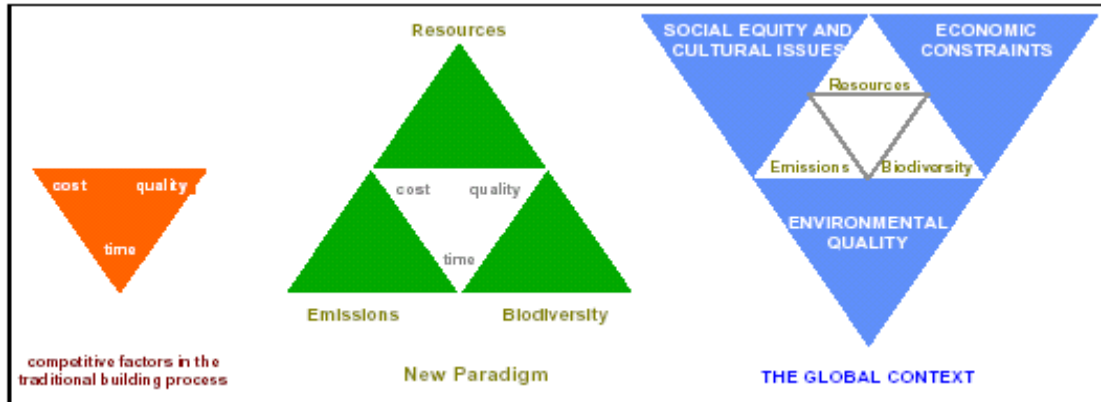 cost quality
time
competitive factors in the
traditional building process
Resources
cost quality
time
Emissions Biodiversity
New Paradigm
SOCIAL EQUITY AND
CULTURAL ISSUES
ECONOMIC
CONSTRAINTS
Resources
Emissions Biodiversity
ENVIRONMENTAL
QUALITY
THE GLOBAL CONTEXT